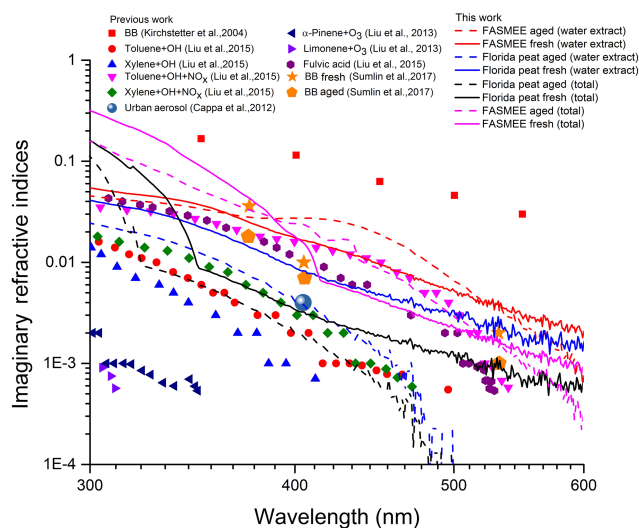 Previous work
BB (Kirchstetter et al.,2004)
Toluene+OH (Liu et al.,2015)
Xylene+OH (Liu et al.,2015)
Toluene+OH+NOX (Liu et al.,2015)
Xylene+OH+NOX (Liu et al.,2015)
Urban aerosol (Cappa et al.,2012)
α-Pinene+O3 (Liu et al., 2013)
Limonene+O3 (Liu et al., 2013)
Fulvic acid (Liu et al., 2015)
BB fresh (Sumlin et al.,2017)
BB aged (Sumlin et al.,2017)
This work
FASMEE aged (water extract)
FASMEE fresh (water extract)
Florida peat aged (water extract)
Florida peat fresh (water extract)
Florida peat aged (total)
Florida peat fresh (total)
FASMEE aged (total)
FASMEE fresh (total)
Imaginary refractive indices
1
0.1
0.01
1E-3
1E-4
300
400
500
600
Wavelength (nm)